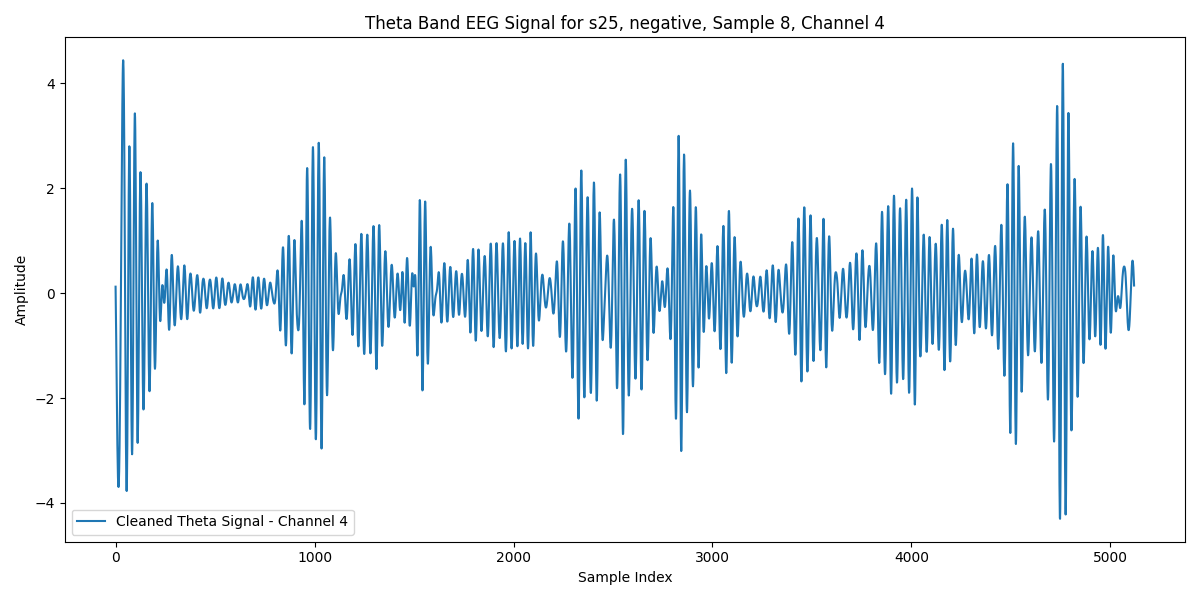 Theta Band EEG Signal for s25, negative, Sample 8, Channel 4
Amplitude
4
2
0
−2
−4
Cleaned Theta Signal - Channel 4
0
1000
2000
3000
4000
5000
Sample Index